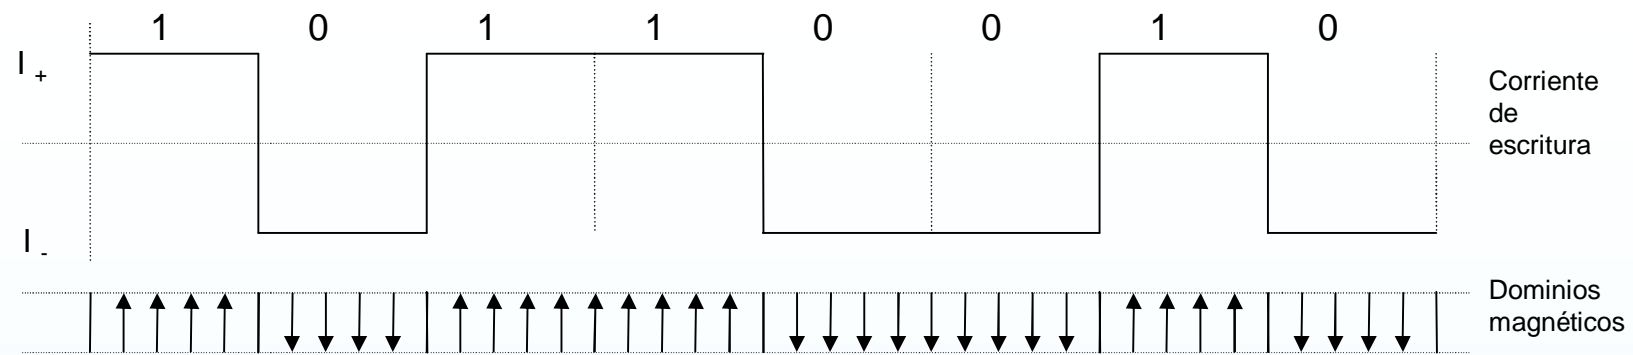 1 0 1 1 0 0 1 0
I +
Corriente
de
escritura
I -
Dominios
magnéticos